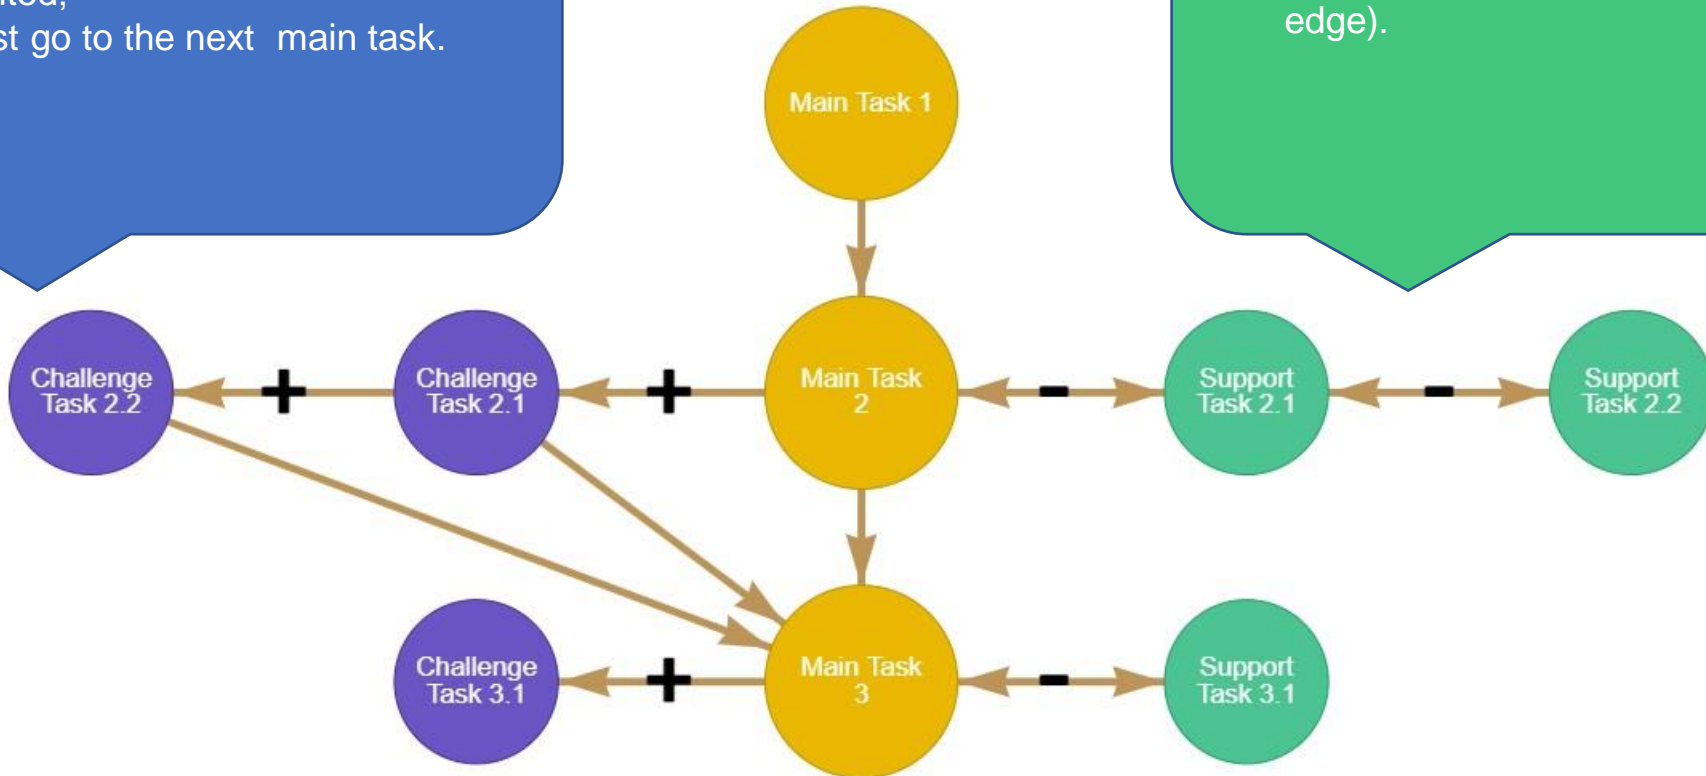 go to the next main task.
edge).
Main Task 1
Challenge
Task 2.2
+
Challenge
Task 2.1
+
Main Task
2
-
Support
Task 2.1
-
Support
Task 2.2
Challenge
Task 3.1
+
Main Task
3
-
Support
Task 3.1